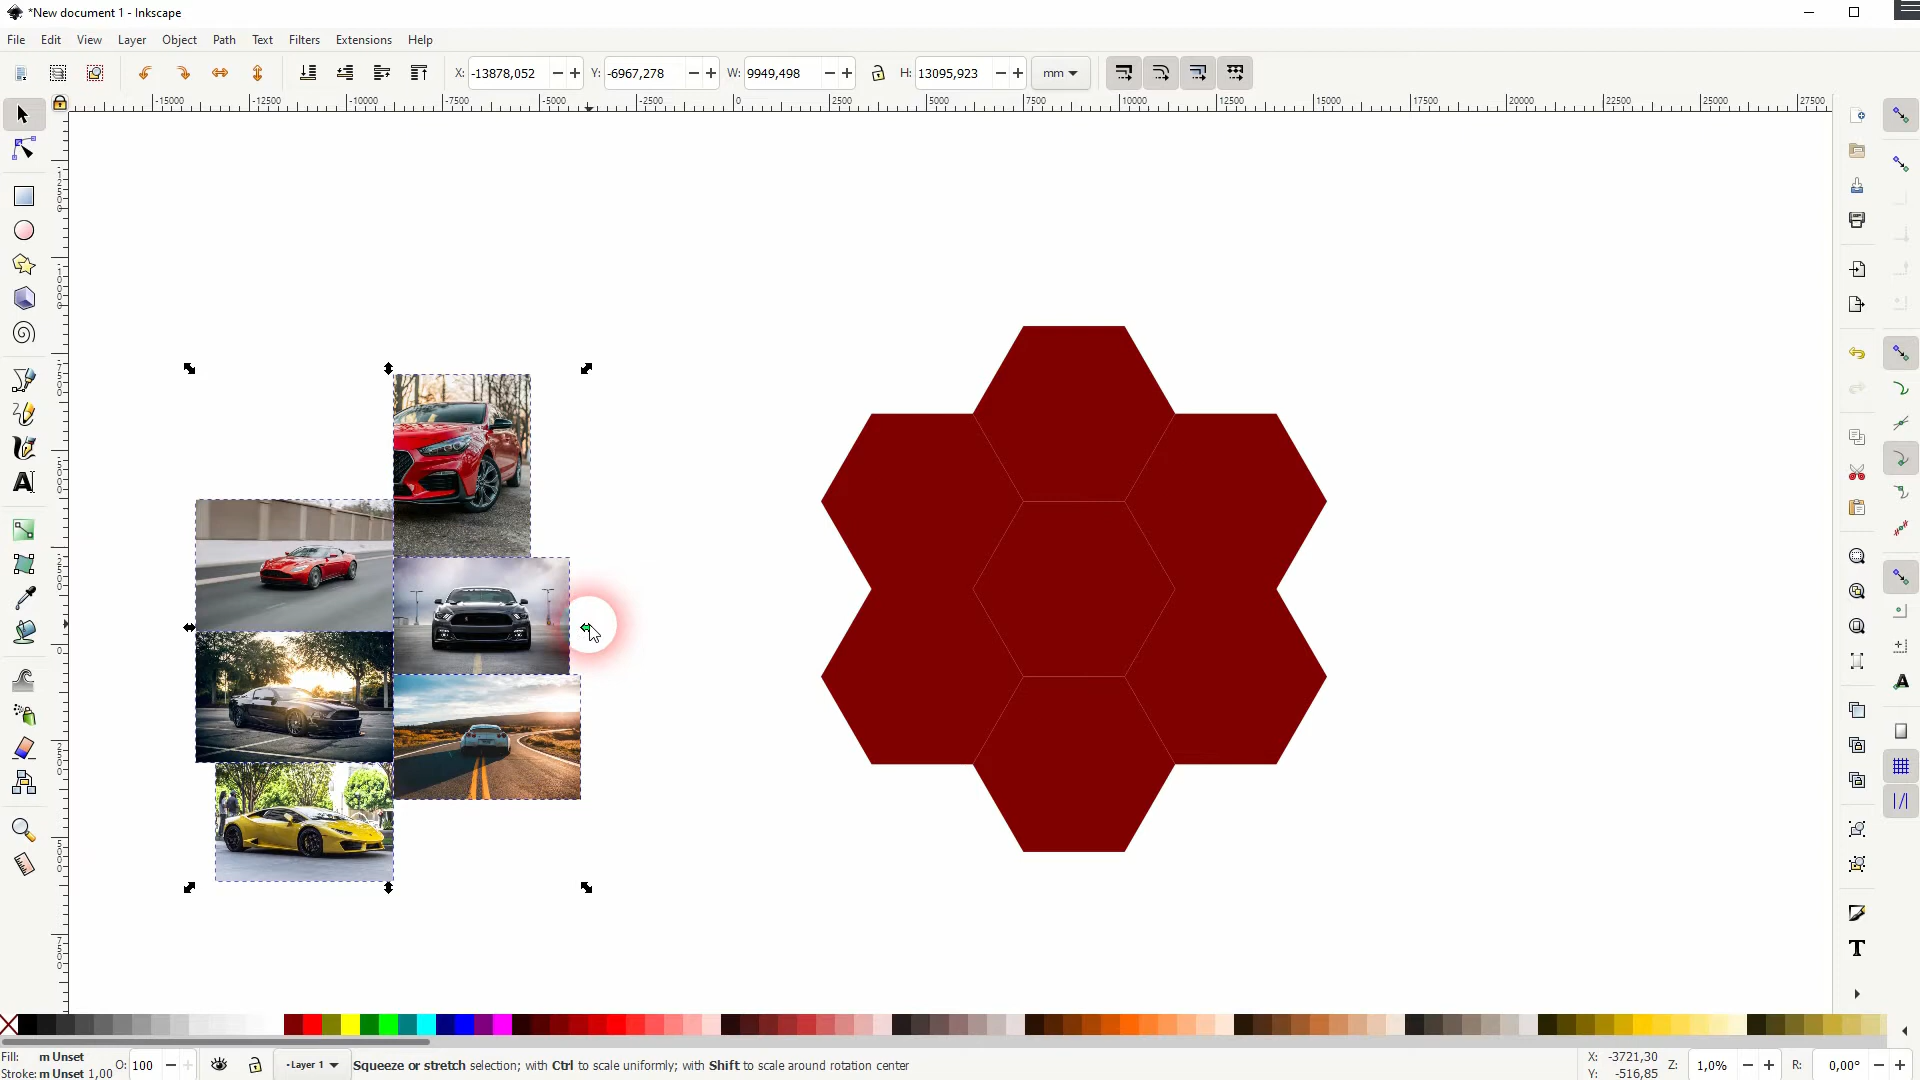 *New document 1 - Inkscape
File Edit View Layer Object Path Text Filters Extensions Help
X: -13878,052 Y: -6967,278 W: 9949,498 H: 13095,923 mm
-15000 -12500 -10000 -7500 -5000 -2500 0 2500 5000 7500 10000 12500 15000 17500 20000 22500 25000 27500
Fill: m Unset O: 100 Layer 1 Squeeze or stretch selection; with Ctrl to scale uniformly; with Shift to scale around rotation center X: -3721,30 Z: 1,0% R: 0,00°
Stroke: m Unset 1,00 Y: -516,85